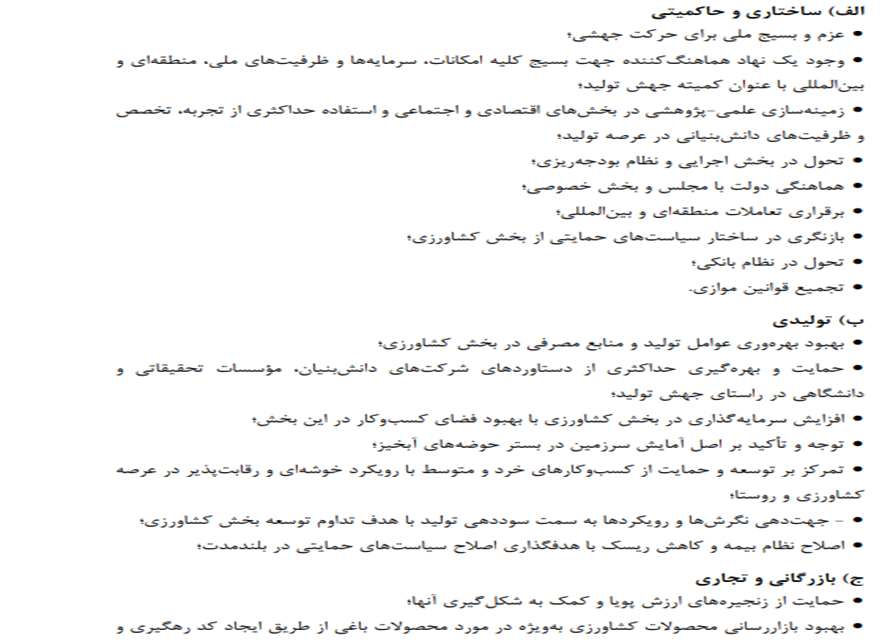 الف) ساختاری و حاکمیتی
• عزم و بسیج ملی برای حرکت جهشی؛
• وجود یک نهاد هماهنگ‌کننده جهت بسیج کلیه امکانات، سرمایه‌ها و ظرفیت‌های ملی، منطقه‌ای و
بین‌المللی با عنوان کمیته جهش تولید؛
• زمینه‌سازی علمی-پژوهشی در بخش‌های اقتصادی و اجتماعی و استفاده حداکثری از تجربه، تخصص
و ظرفیت‌های دانش‌بنیانی در عرصه تولید؛
• تحول در بخش اجرایی و نظام بودجه‌ریزی؛
• هماهنگی دولت با مجلس و بخش خصوصی؛
• برقراری تعاملات منطقه‌ای و بین‌المللی؛
• بازنگری در ساختار سیاست‌های حمایتی از بخش کشاورزی؛
• تحول در نظام بانکی؛
• تجمیع قوانین موازی.
ب) تولیدی
• بهبود بهره‌وری عوامل تولید و منابع مصرفی در بخش کشاورزی؛
• حمایت و بهره‌گیری حداکثری از دستاوردهای شرکت‌های دانش‌بنیان، مؤسسات تحقیقاتی و
دانشگاهی در راستای جهش تولید؛
• افزایش سرمایه‌گذاری در بخش کشاورزی با بهبود فضای کسب‌وکار در این بخش؛
• توجه و تأکید بر اصل آمایش سرزمین در بستر حوضه‌های آبخیز؛
• تمرکز بر توسعه و حمایت از کسب‌وکارهای خرد و متوسط با رویکرد خوشه‌ای و رقابت‌پذیر در عرصه
کشاورزی و روستا؛
• - جهت‌دهی نگرش‌ها و رویکردها به سمت سوددهی تولید با هدف تداوم توسعه بخش کشاورزی؛
• اصلاح نظام بیمه و کاهش ریسک با هدفگذاری اصلاح سیاست‌های حمایتی در بلندمدت؛
ج) بازرگانی و تجاری
• حمایت از زنجیره‌های ارزش پویا و کمک به شکل‌گیری آنها؛
• بهبود بازاررسانی محصولات کشاورزی به‌ویژه در مورد محصولات باغی از طریق ایجاد کد رهگیری و